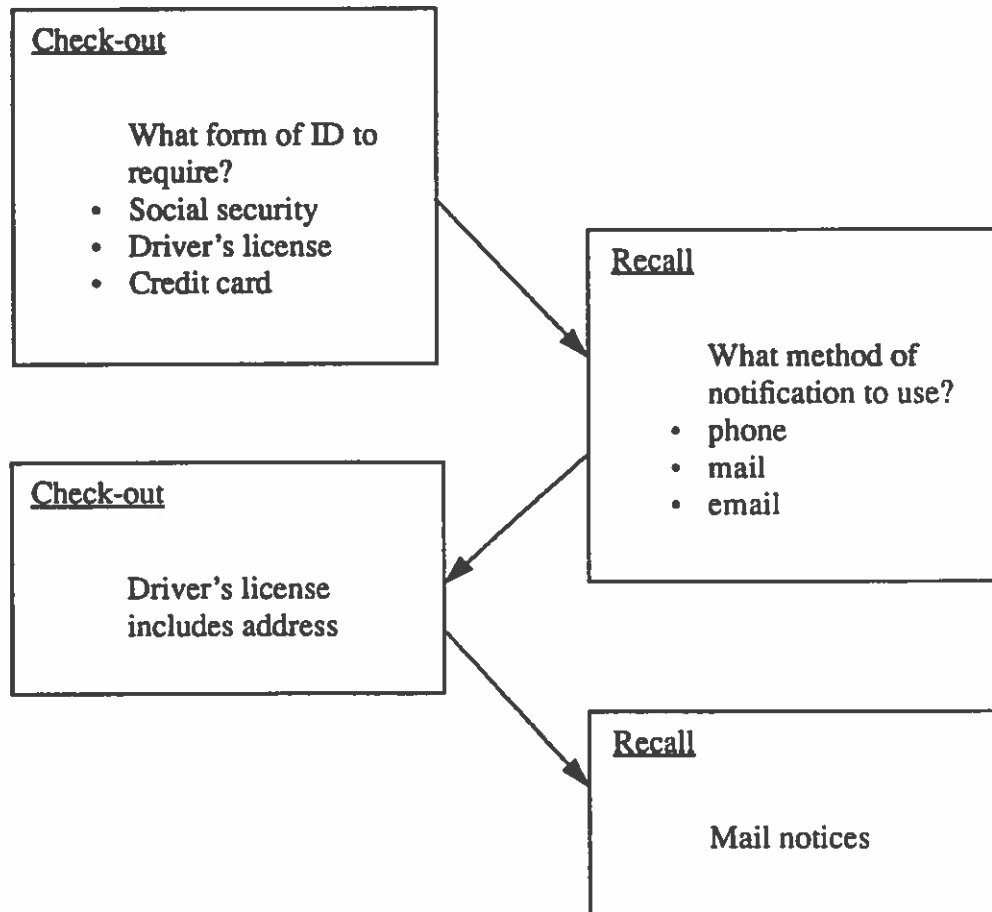 Check-out
What form of ID to
require?
• Social security
• Driver's license
• Credit card
Recall
What method of
notification to use?
• phone
• mail
• email
Check-out
Driver's license
includes address
Recall
Mail notices